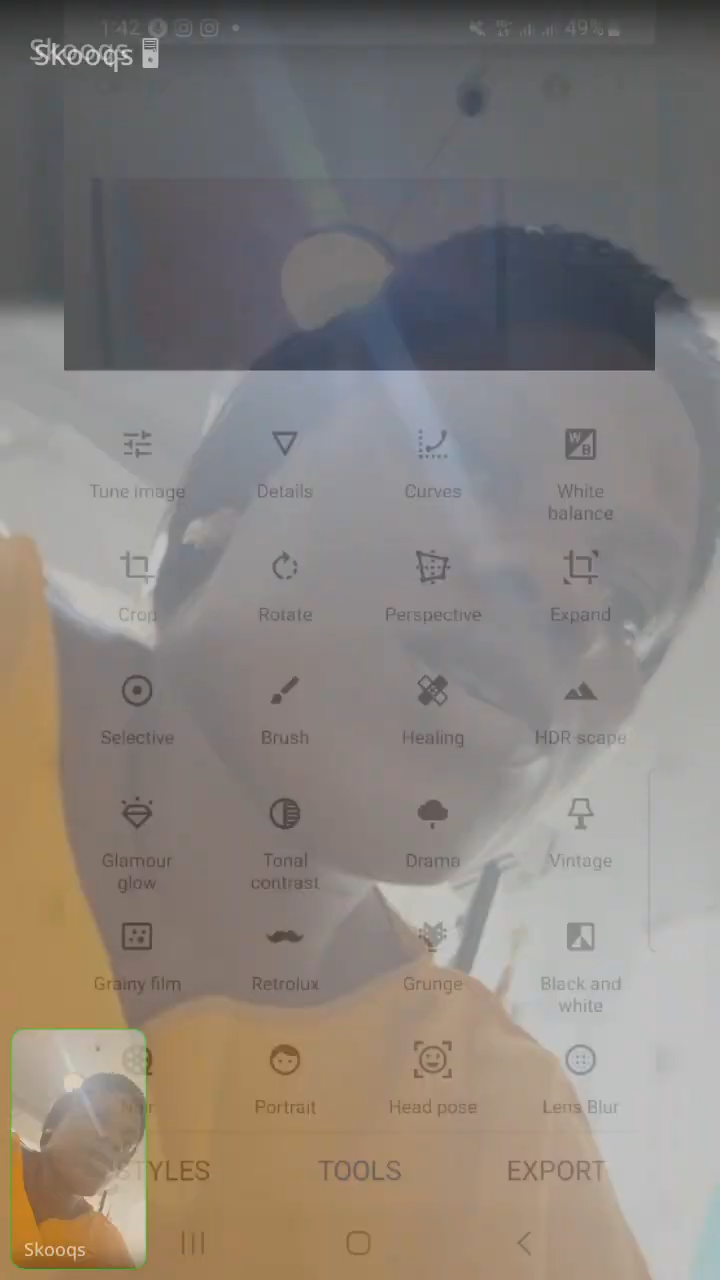 1:42 49%
Skooqs
Skooqs
Tune image Details Curves White balance
Crop Rotate Perspective Expand
Selective Brush Healing HDR scape
Glamour glow Tonal contrast Drama Vintage
Grainy film Retrolux Grunge Black and white
Noir Portrait Head pose Lens Blur
STYLES TOOLS EXPORT
Skooqs